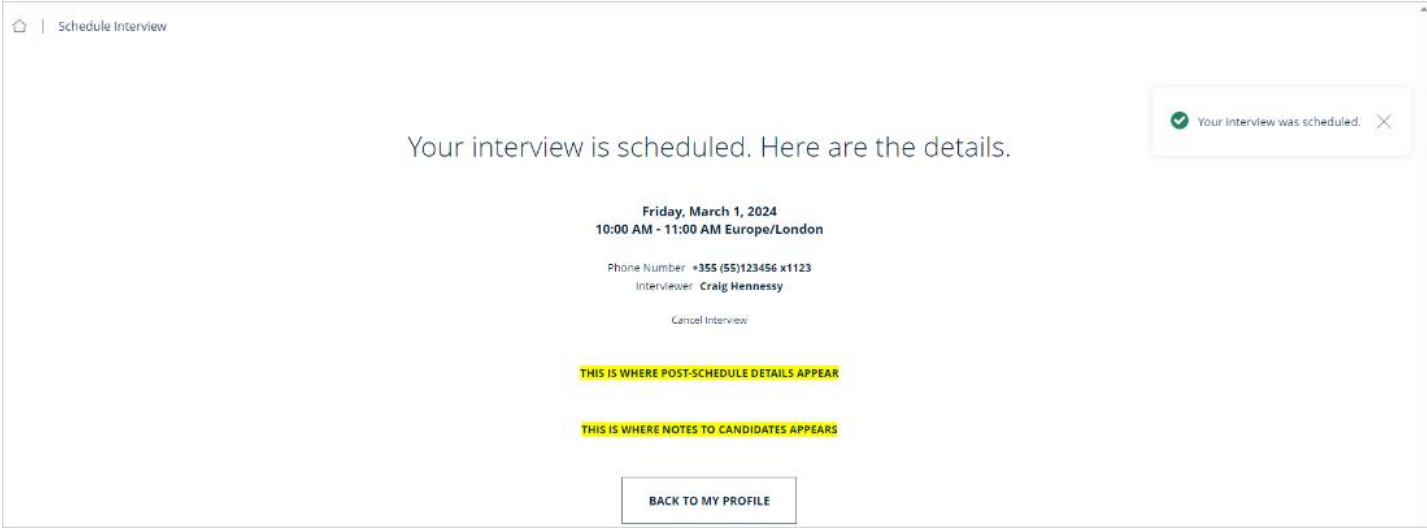 Schedule Interview
Your interview was scheduled.
Your interview is scheduled. Here are the details.
Friday, March 1, 2024
10:00 AM - 11:00 AM Europe/London
Phone Number +355 (55)123456 x1123
Interviewer Craig Hennessy
Cancel Interview
THIS IS WHERE POST-SCHEDULE DETAILS APPEAR
THIS IS WHERE NOTES TO CANDIDATES APPEARS
BACK TO MY PROFILE